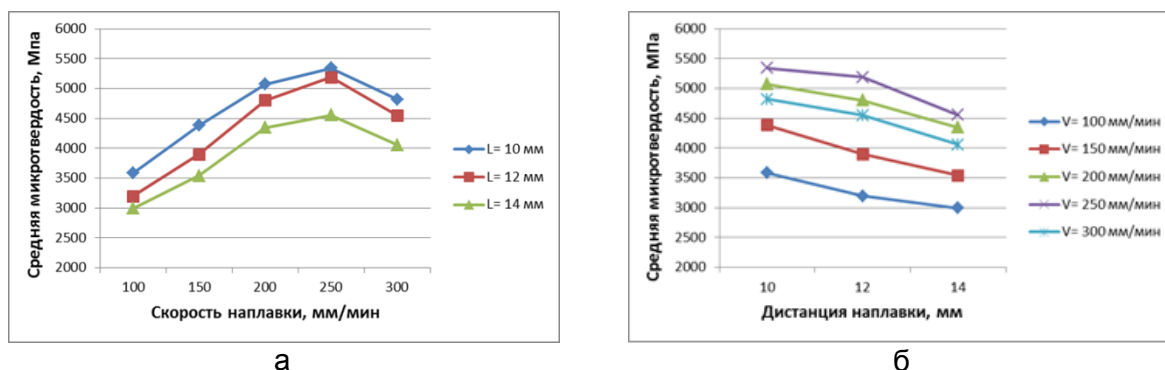 Средняя микротвердость, Мпа
6000
5500
5000
4500
4000
3500
3000
2500
2000
100 150 200 250 300
Скорость наплавки, мм/мин
L= 10 мм
L= 12 мм
L= 14 мм
а
Средняя микротвердость, МПа
6000
5500
5000
4500
4000
3500
3000
2500
2000
10 12 14
Дистанция наплавки, мм
V= 100 мм/мин
V= 150 мм/мин
V= 200 мм/мин
V= 250 мм/мин
V= 300 мм/мин
б